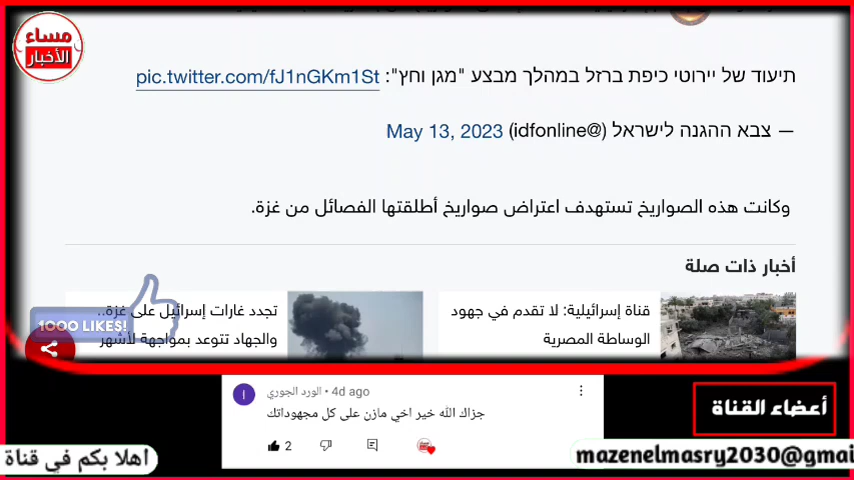 مساء
الأخبار
תיעוד של יירוטי כיפת ברזל במהלך מבצע "מגן וחץ": pic.twitter.com/fJ1nGKm1St
— צבא ההגנה לישראל (@idfonline) May 13, 2023
وكانت هذه الصواريخ تستهدف اعتراض صواريخ أطلقتها الفصائل من غزة.
أخبار ذات صلة
قناة إسرائيلية: لا تقدم في جهود
الوساطة المصرية
تجدد غارات إسرائيل على غزة..
والجهاد تتوعد بمواجهة لأشهر
1000 LIKES!
الورد الجوري • 4d ago
جزاك الله خير اخي مازن على كل مجهوداتك
2
أعضاء القناة
اهلا بكم في قناة
mazenelmasry2030@gmai